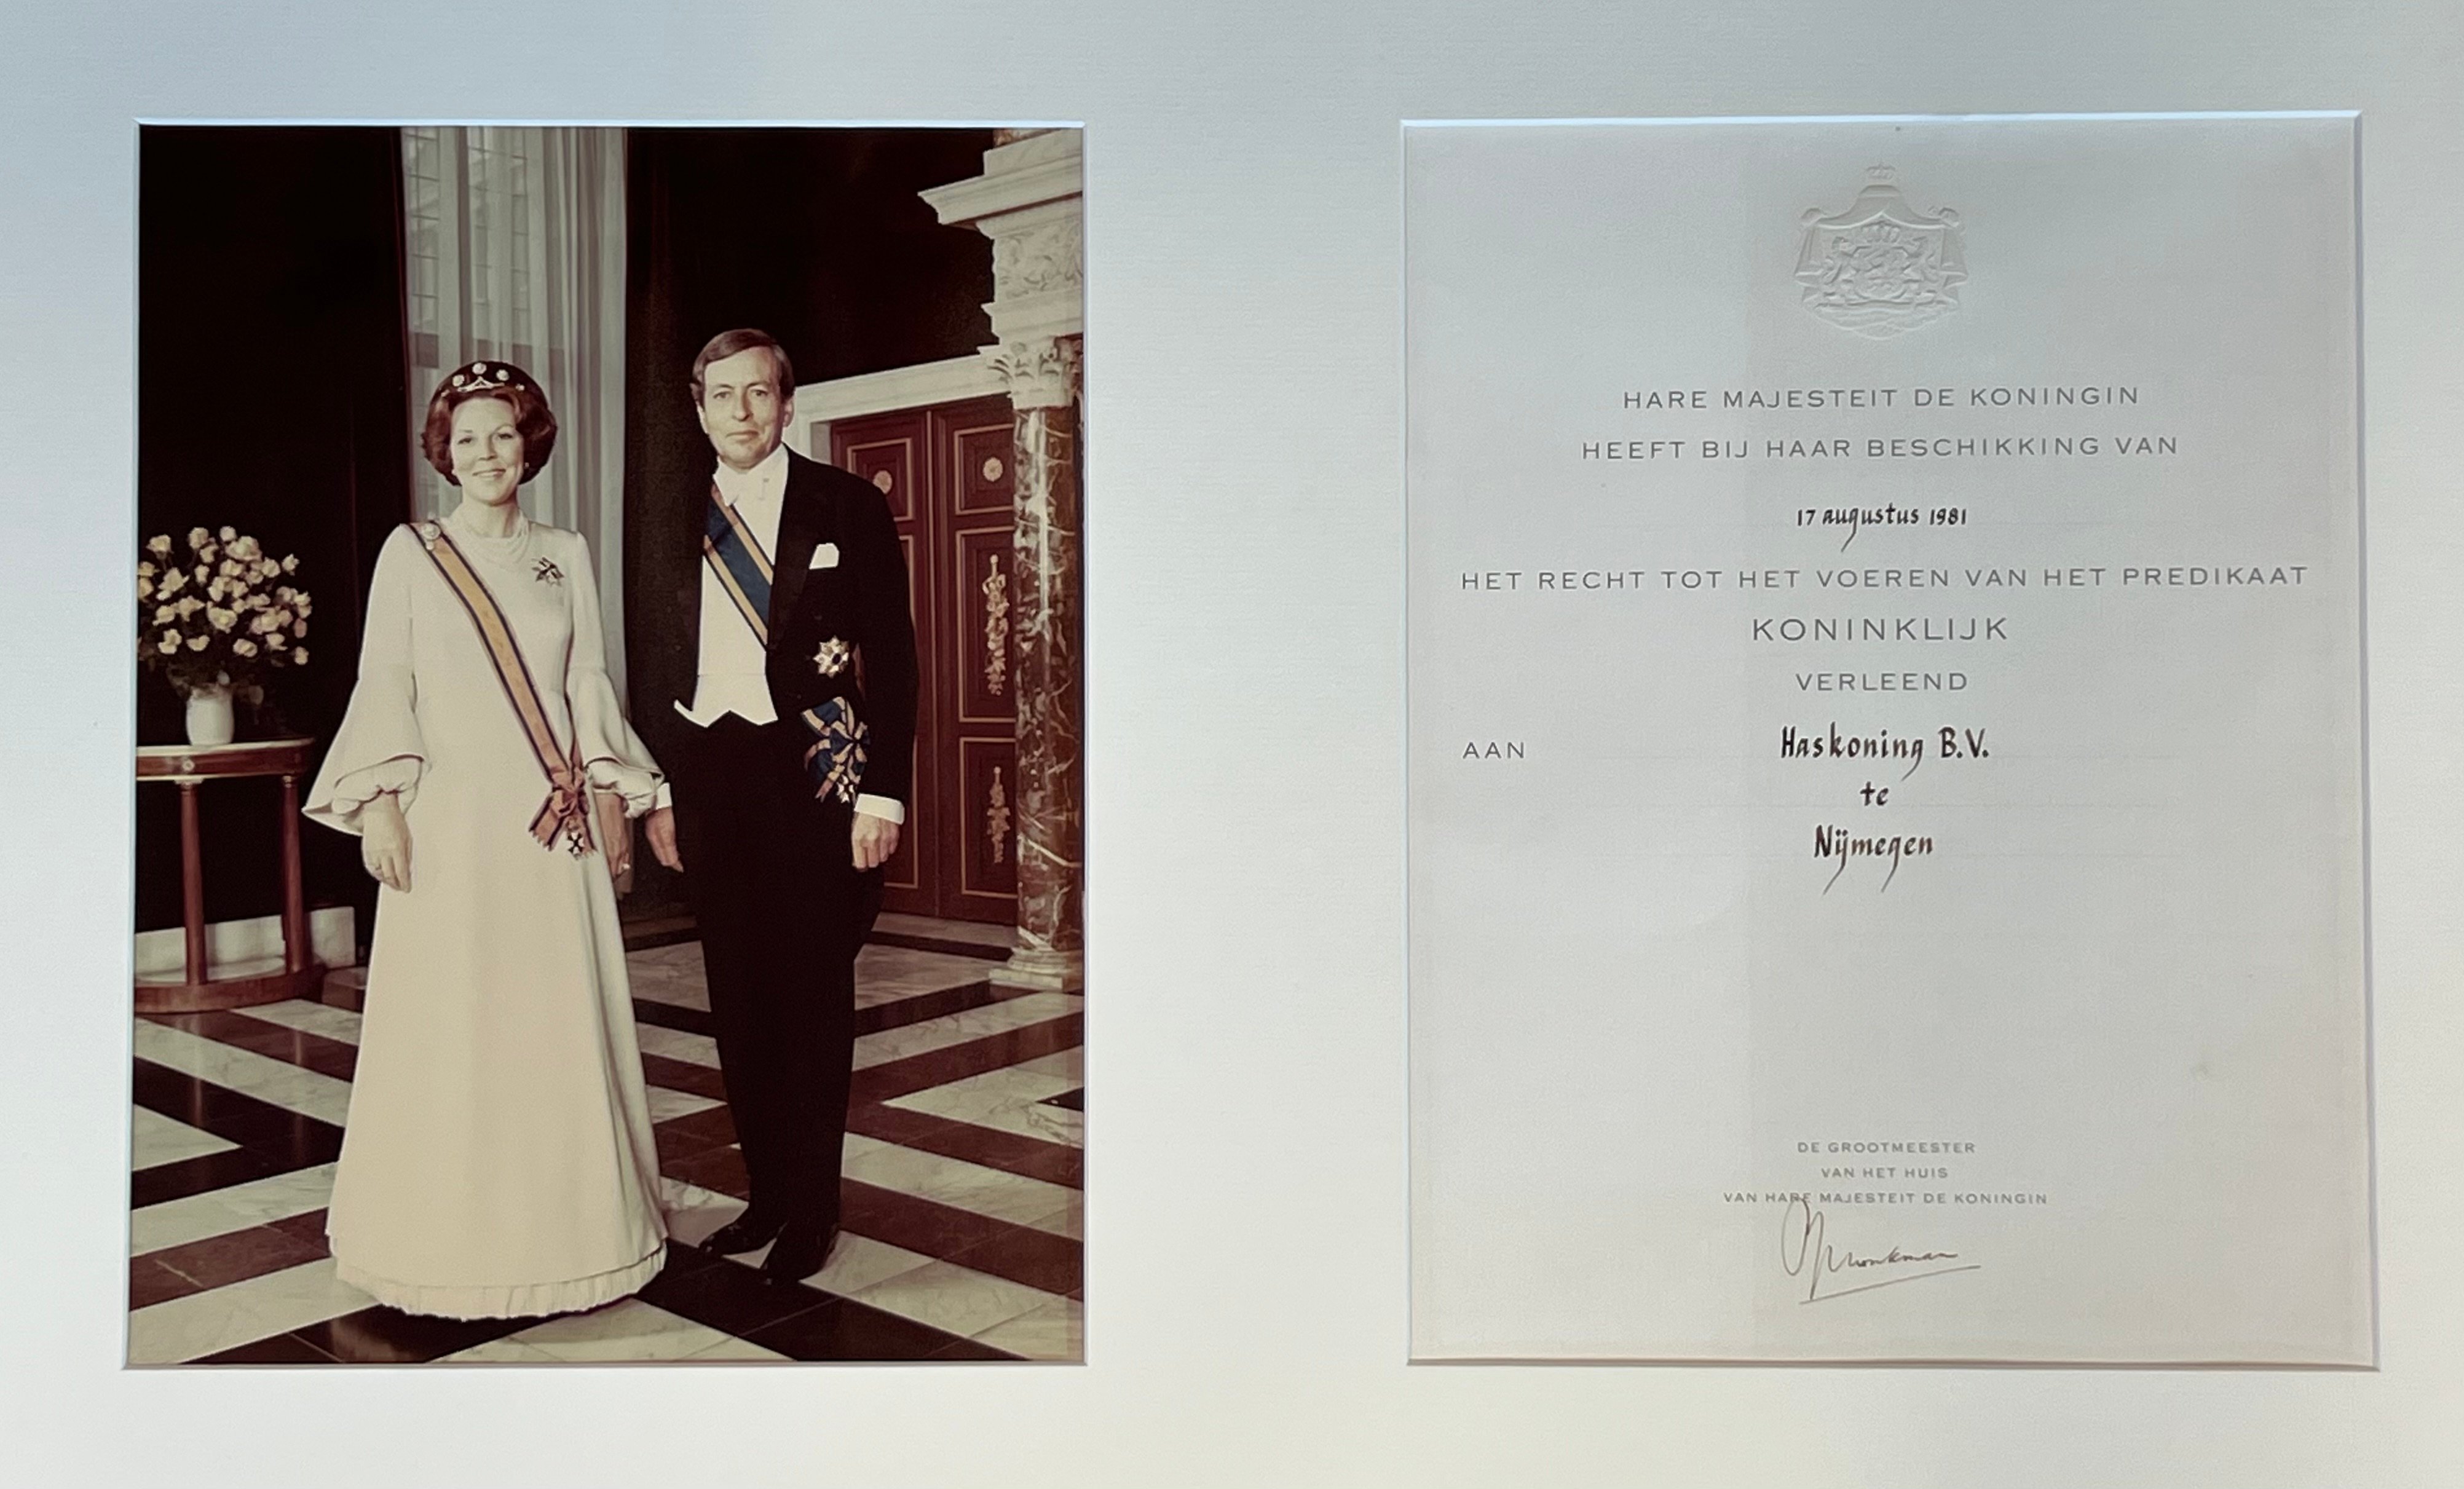 HARE MAJESTEIT DE KONINGIN
HEEFT BIJ HAAR BESCHIKKING VAN
17 augustus 1981
HET RECHT TOT HET VOEREN VAN HET PREDIKAAT
KONINKLIJK
VERLEEND
AAN Haskoning B.V.
te
Nijmegen
DE GROOTMEESTER
VAN HET HUIS
VAN HARE MAJESTEIT DE KONINGIN